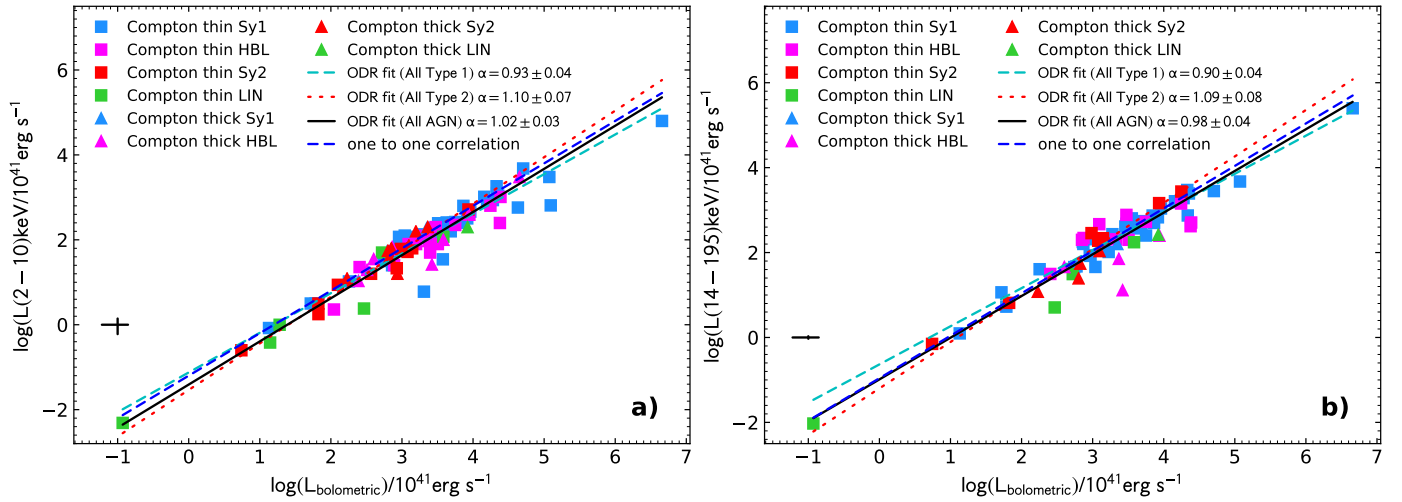 Compton thin Sy1
Compton thin HBL
Compton thin Sy2
Compton thin LIN
Compton thick Sy1
Compton thick HBL
Compton thick Sy2
Compton thick LIN
ODR fit (All Type 1) α=0.93±0.04
ODR fit (All Type 2) α=1.10±0.07
ODR fit (All AGN) α=1.02±0.03
one to one correlation
6
4
2
0
−2
log(L(2−10)keV/10⁴¹erg s⁻¹
a)
−1 0 1 2 3 4 5 6 7
log(L_bolometric)/10⁴¹erg s⁻¹
Compton thin Sy1
Compton thin HBL
Compton thin Sy2
Compton thin LIN
Compton thick Sy1
Compton thick HBL
Compton thick Sy2
Compton thick LIN
ODR fit (All Type 1) α=0.90±0.04
ODR fit (All Type 2) α=1.09±0.08
ODR fit (All AGN) α=0.98±0.04
one to one correlation
6
4
2
0
−2
log(L(14−195)keV/10⁴¹erg s⁻¹
b)
−1 0 1 2 3 4 5 6 7
log(L_bolometric)/10⁴¹erg s⁻¹